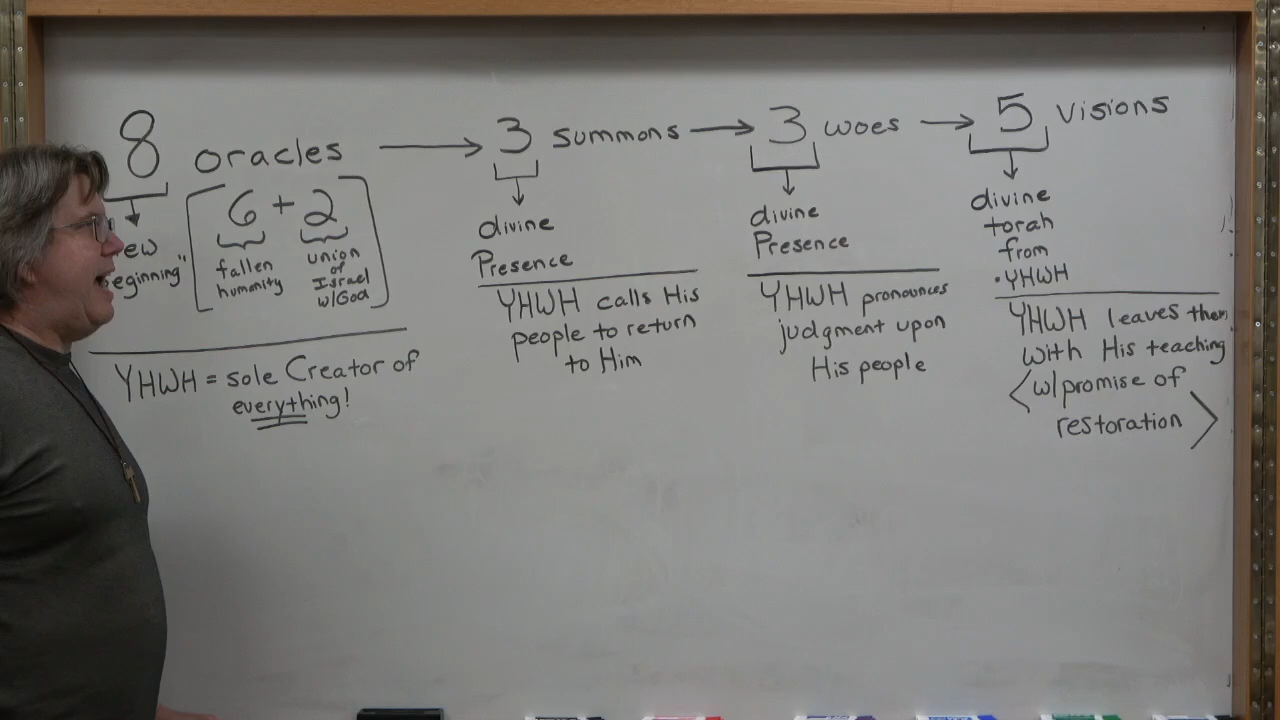 8 oracles → 3 summons → 3 woes → 5 visions
[6 + 2]
fallen
humanity
union
of
Israel
w/God
divine
Presence
divine
Presence
divine
torah
from
YHWH
YHWH = sole Creator of
everything!
YHWH calls His
people to return
to Him
YHWH pronounces
judgment upon
His people
YHWH leaves them
with His teaching
<w/promise of
restoration>